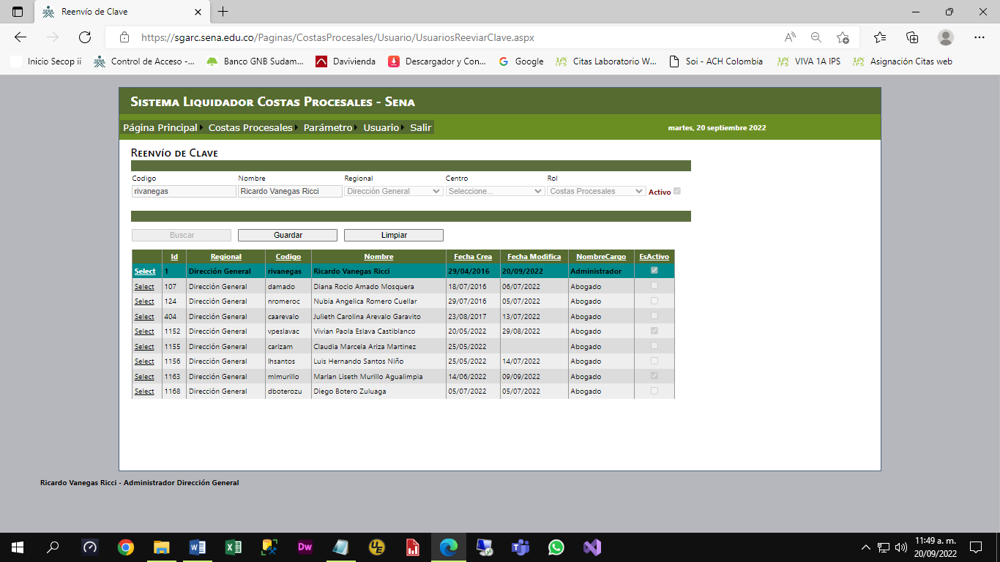 Reenvío de Clave
https://sgarc.sena.edu.co/Paginas/CostasProcesales/Usuario/UsuariosReeviarClave.aspx
Inicio Secop ii SENA Control de Acceso -... Banco GNB Sudam... Davivienda Descargador y Con... Google Citas Laboratorio W... Soi - ACH Colombia VIVA 1A IPS Asignación Citas web
Sistema Liquidador Costas Procesales - Sena
Página Principal Costas Procesales Parámetro Usuario Salir martes, 20 septiembre 2022
Reenvío de Clave
Codigo Nombre Regional Centro Rol
rivanegas Ricardo Vanegas Ricci Dirección General Seleccione... Costas Procesales Activo
Buscar Guardar Limpiar
Id Regional Codigo Nombre Fecha Crea Fecha Modifica NombreCargo EsActivo
Select 1 Dirección General rivanegas Ricardo Vanegas Ricci 29/04/2016 20/09/2022 Administrador
Select 107 Dirección General damado Diana Rocio Amado Mosquera 18/07/2016 06/07/2022 Abogado
Select 124 Dirección General nromeroc Nubia Angelica Romero Cuellar 29/07/2016 05/07/2022 Abogado
Select 404 Dirección General caarevalo Julieth Carolina Arevalo Garavito 23/08/2017 13/07/2022 Abogado
Select 1152 Dirección General vpeslavac Vivian Paola Eslava Castiblanco 20/05/2022 29/08/2022 Abogado
Select 1155 Dirección General carizam Claudia Marcela Ariza Martinez 25/05/2022 Abogado
Select 1156 Dirección General lhsantos Luis Hernando Santos Niño 25/05/2022 14/07/2022 Abogado
Select 1163 Dirección General mlmurillo Marlan Liseth Murillo Agualimpia 14/06/2022 09/09/2022 Abogado
Select 1168 Dirección General dboterozu Diego Botero Zuluaga 05/07/2022 05/07/2022 Abogado
Ricardo Vanegas Ricci - Administrador Dirección General
Dw UE
11:49 a. m.
20/09/2022